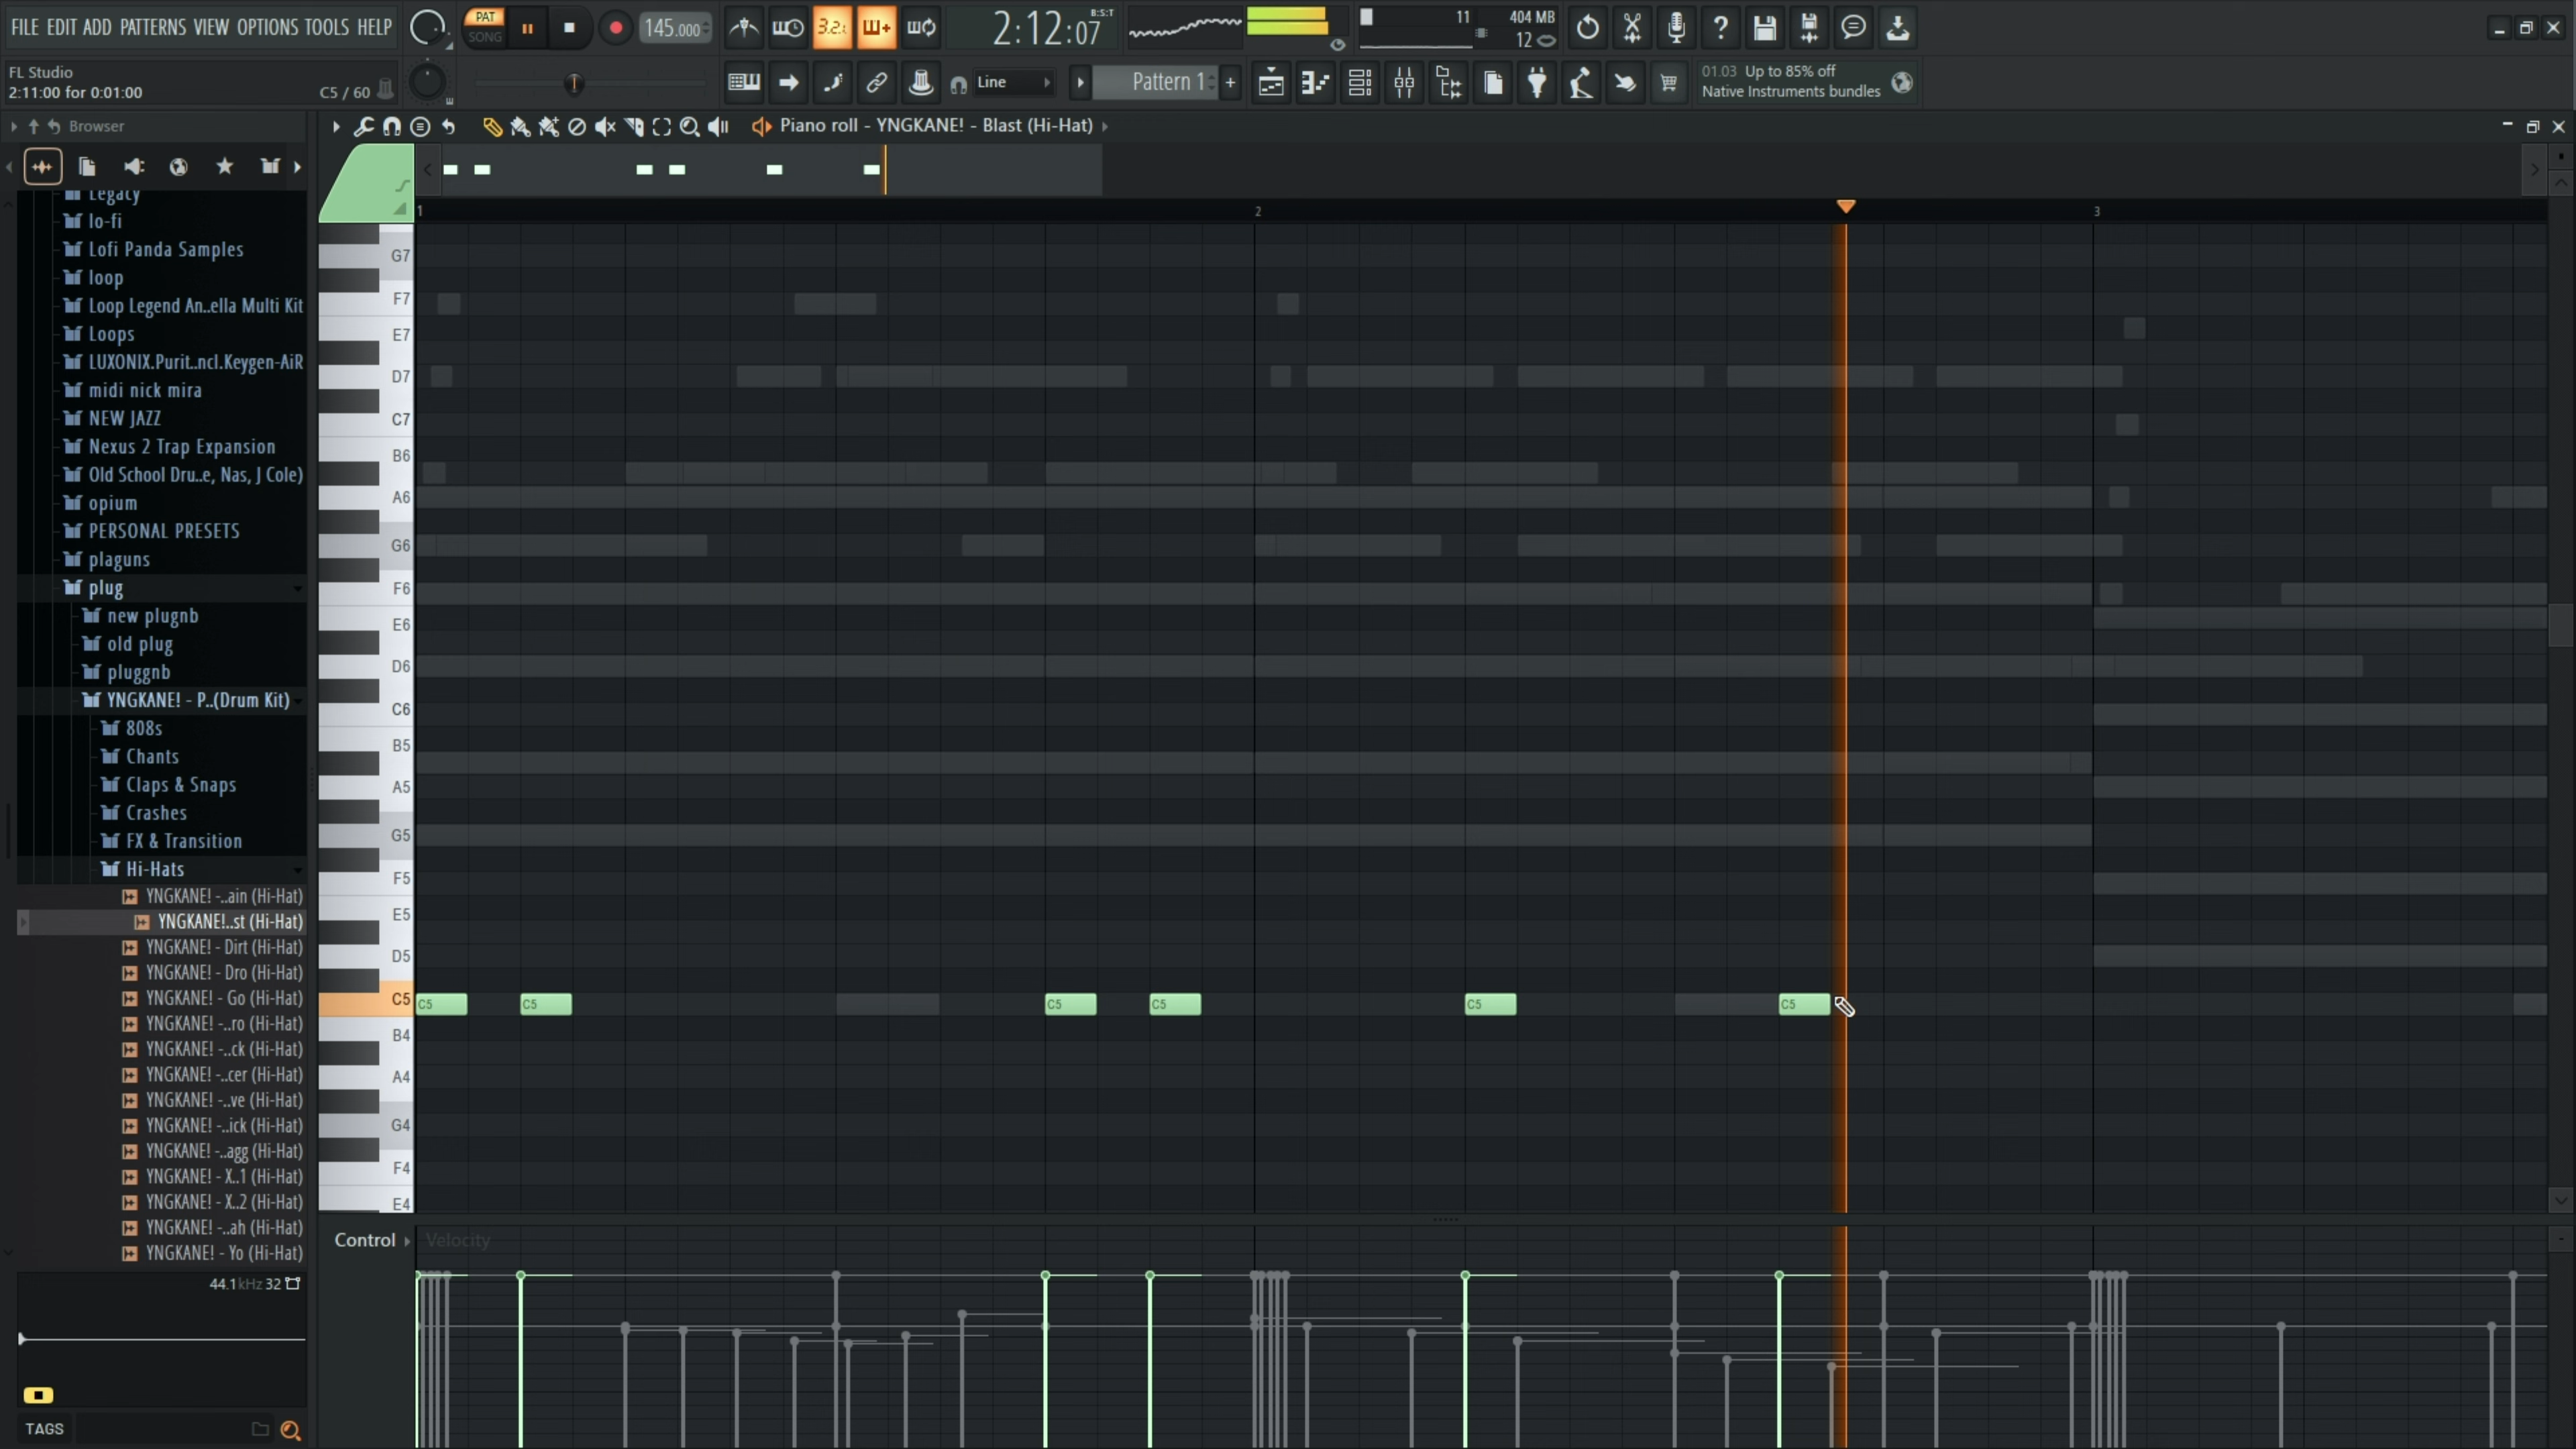 FILE EDIT ADD PATTERNS VIEW OPTIONS TOOLS HELP
PAT
SONG
145.000
3.2.
2:12:07
B:S:T
11
404 MB
12
FL Studio
2:11:00 for 0:01:00
C5 / 60
Line
Pattern 1
+
01.03 Up to 85% off
Native Instruments bundles
Browser
Piano roll - YNGKANE! - Blast (Hi-Hat)
Legacy
lo-fi
Lofi Panda Samples
loop
Loop Legend An..ella Multi Kit
Loops
LUXONIX.Purit..ncl.Keygen-AiR
midi nick mira
NEW JAZZ
Nexus 2 Trap Expansion
Old School Dru..e, Nas, J Cole)
opium
PERSONAL PRESETS
plaguns
plug
new plugnb
old plug
pluggnb
YNGKANE! - P..(Drum Kit)
808s
Chants
Claps & Snaps
Crashes
FX & Transition
Hi-Hats
YNGKANE! -..ain (Hi-Hat)
YNGKANE!...st (Hi-Hat)
YNGKANE! - Dirt (Hi-Hat)
YNGKANE! - Dro (Hi-Hat)
YNGKANE! - Go (Hi-Hat)
YNGKANE! -..ro (Hi-Hat)
YNGKANE! -..ck (Hi-Hat)
YNGKANE! -..cer (Hi-Hat)
YNGKANE! -..ve (Hi-Hat)
YNGKANE! -..ick (Hi-Hat)
YNGKANE! -..agg (Hi-Hat)
YNGKANE! - X..1 (Hi-Hat)
YNGKANE! - X..2 (Hi-Hat)
YNGKANE! -..ah (Hi-Hat)
YNGKANE! - Yo (Hi-Hat)
44.1kHz 32
TAGS
1
2
3
G7
F7
E7
D7
C7
B6
A6
G6
F6
E6
D6
C6
B5
A5
G5
F5
E5
D5
C5
C5
C5
C5
C5
C5
C5
B4
A4
G4
F4
E4
Control
Velocity